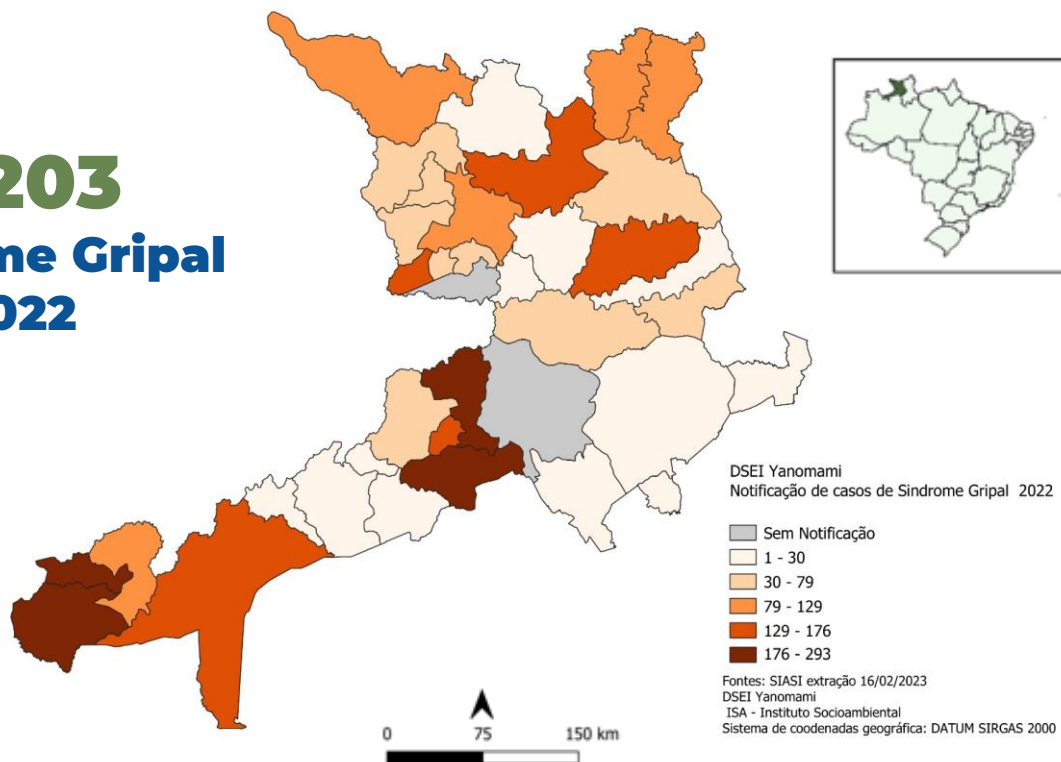 203
me Gripal
022
DSEI Yanomami
Notificação de casos de Sindrome Gripal 2022
Sem Notificação
1 - 30
30 - 79
79 - 129
129 - 176
176 - 293
Fontes: SIASI extração 16/02/2023
DSEI Yanomami
ISA - Instituto Socioambiental
Sistema de coodenadas geográfica: DATUM SIRGAS 2000
0 75 150 km